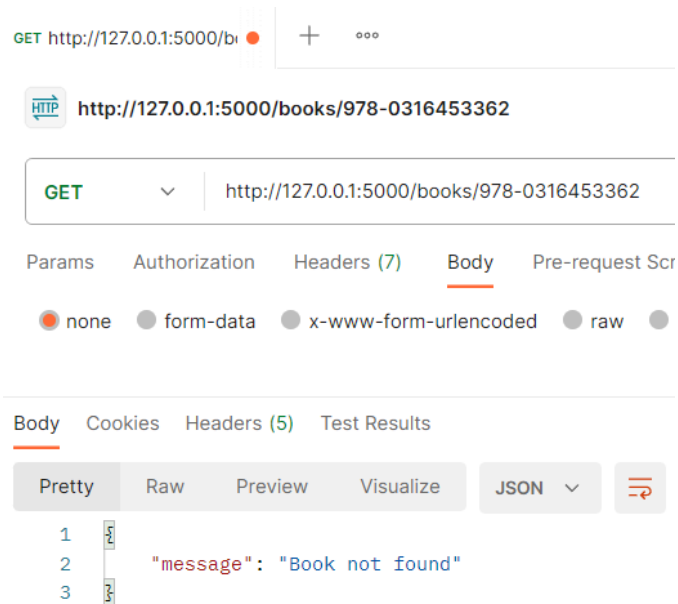 GET http://127.0.0.1:5000/b
HTTP http://127.0.0.1:5000/books/978-0316453362
GET http://127.0.0.1:5000/books/978-0316453362
Params Authorization Headers (7) Body Pre-request Scr
none form-data x-www-form-urlencoded raw
Body Cookies Headers (5) Test Results
Pretty Raw Preview Visualize JSON
1 {
2 "message": "Book not found"
3 }